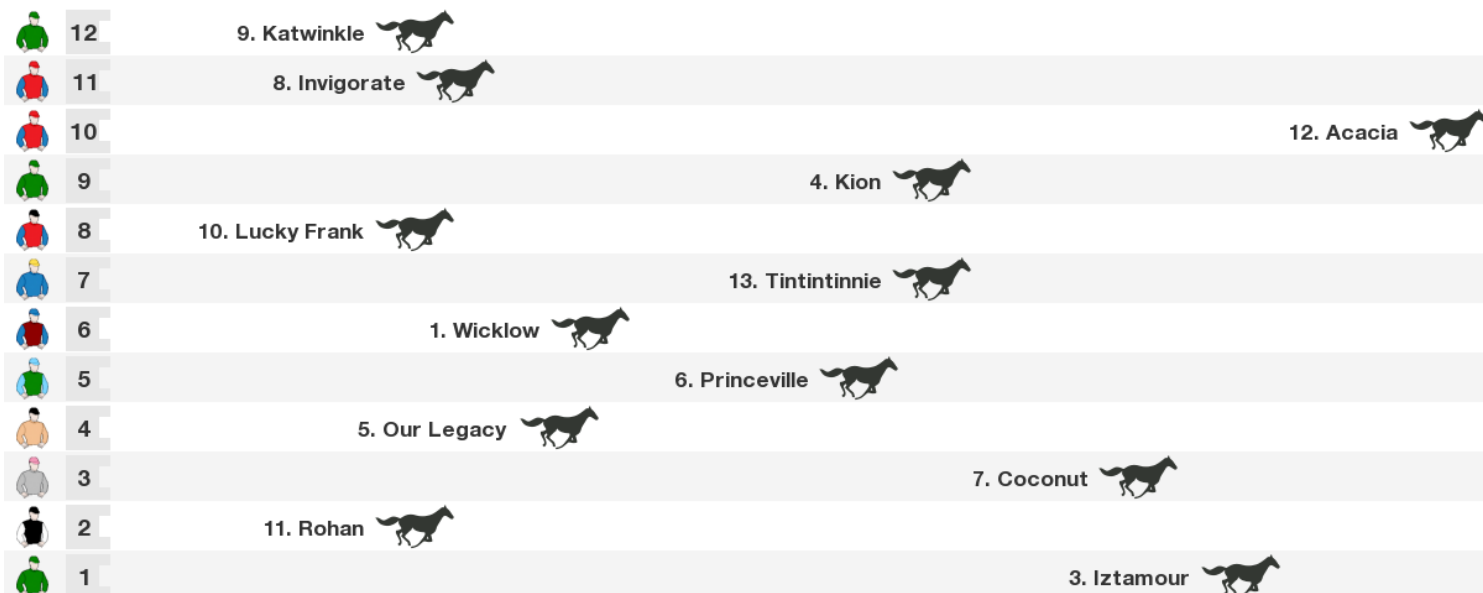 12 9. Katwinkle
11 8. Invigorate
10 12. Acacia
9 4. Kion
8 10. Lucky Frank
7 13. Tintintinnie
6 1. Wicklow
5 6. Princeville
4 5. Our Legacy
3 7. Coconut
2 11. Rohan
1 3. Iztamour